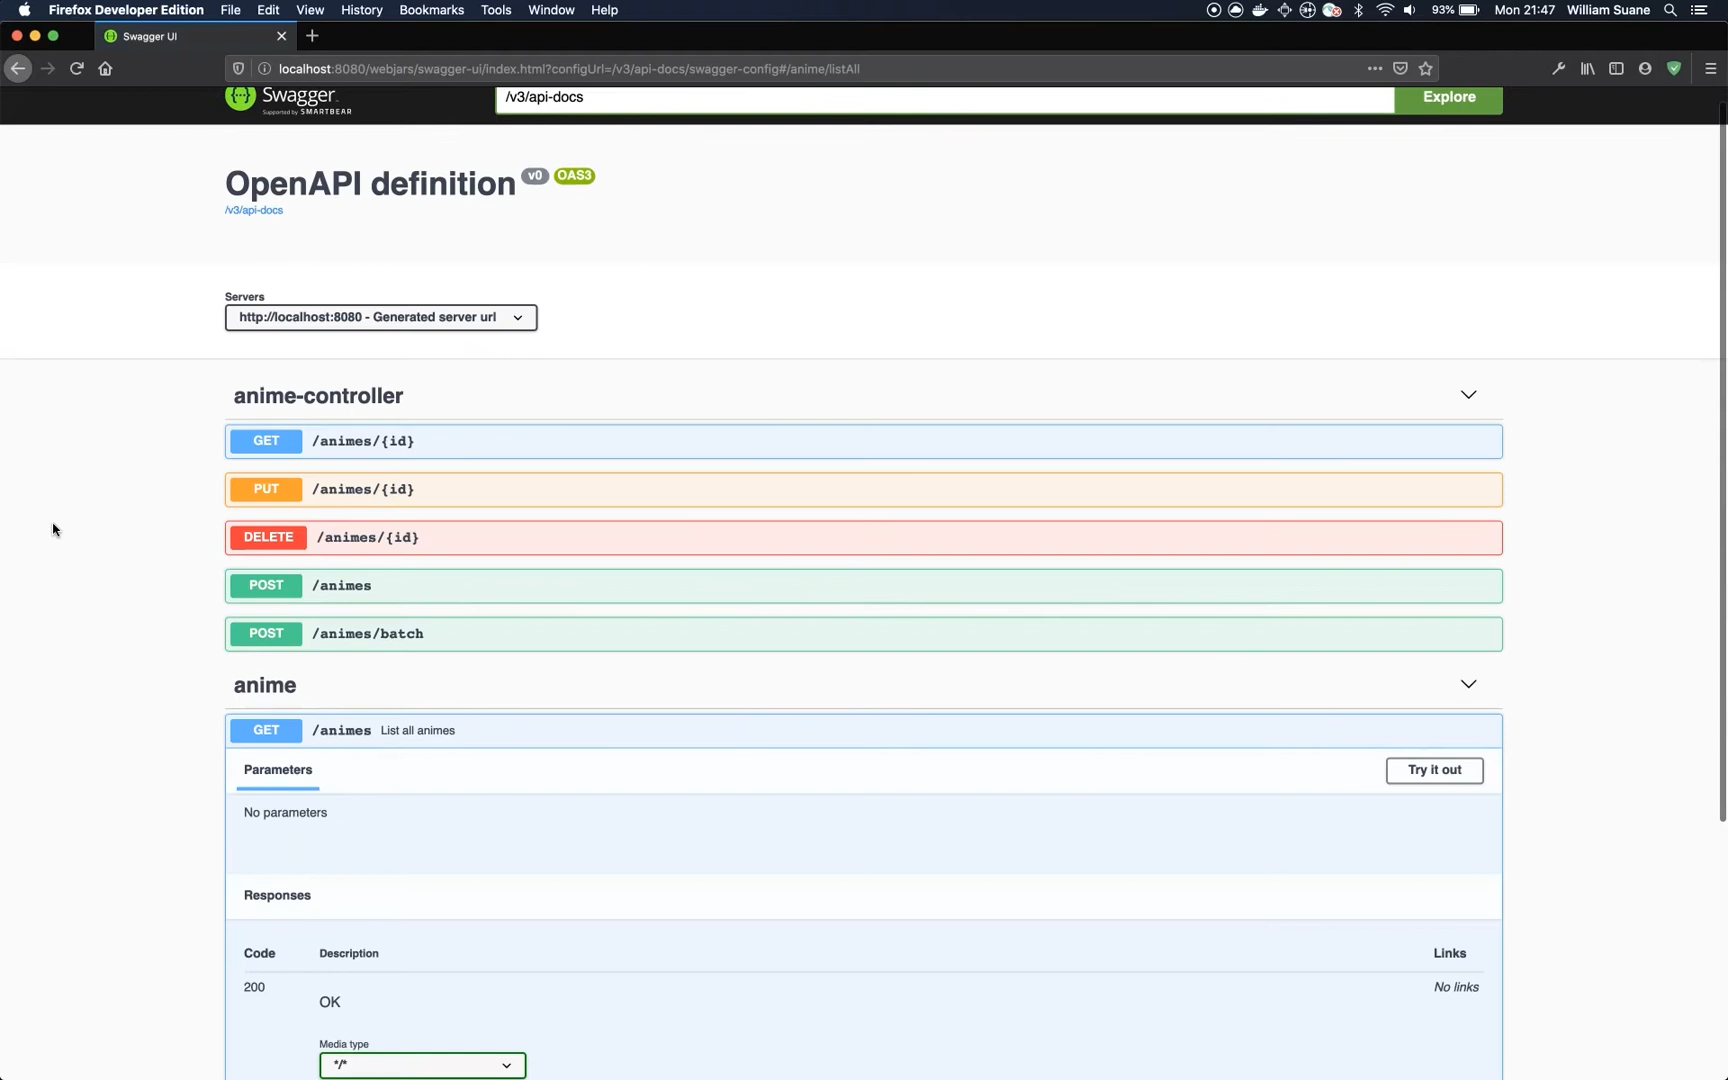 Firefox Developer Edition File Edit View History Bookmarks Tools Window Help 93% Mon 21:47 William Suane
Swagger UI
localhost:8080/webjars/swagger-ui/index.html?configUrl=/v3/api-docs/swagger-config#/anime/listAll
Swagger
Supported by SMARTBEAR
/v3/api-docs
Explore
OpenAPI definition v0 OAS3
/v3/api-docs
Servers
http://localhost:8080 - Generated server url
anime-controller
GET /animes/{id}
PUT /animes/{id}
DELETE /animes/{id}
POST /animes
POST /animes/batch
anime
GET /animes List all animes
Parameters
Try it out
No parameters
Responses
Code Description Links
200 No links
OK
Media type
*/*